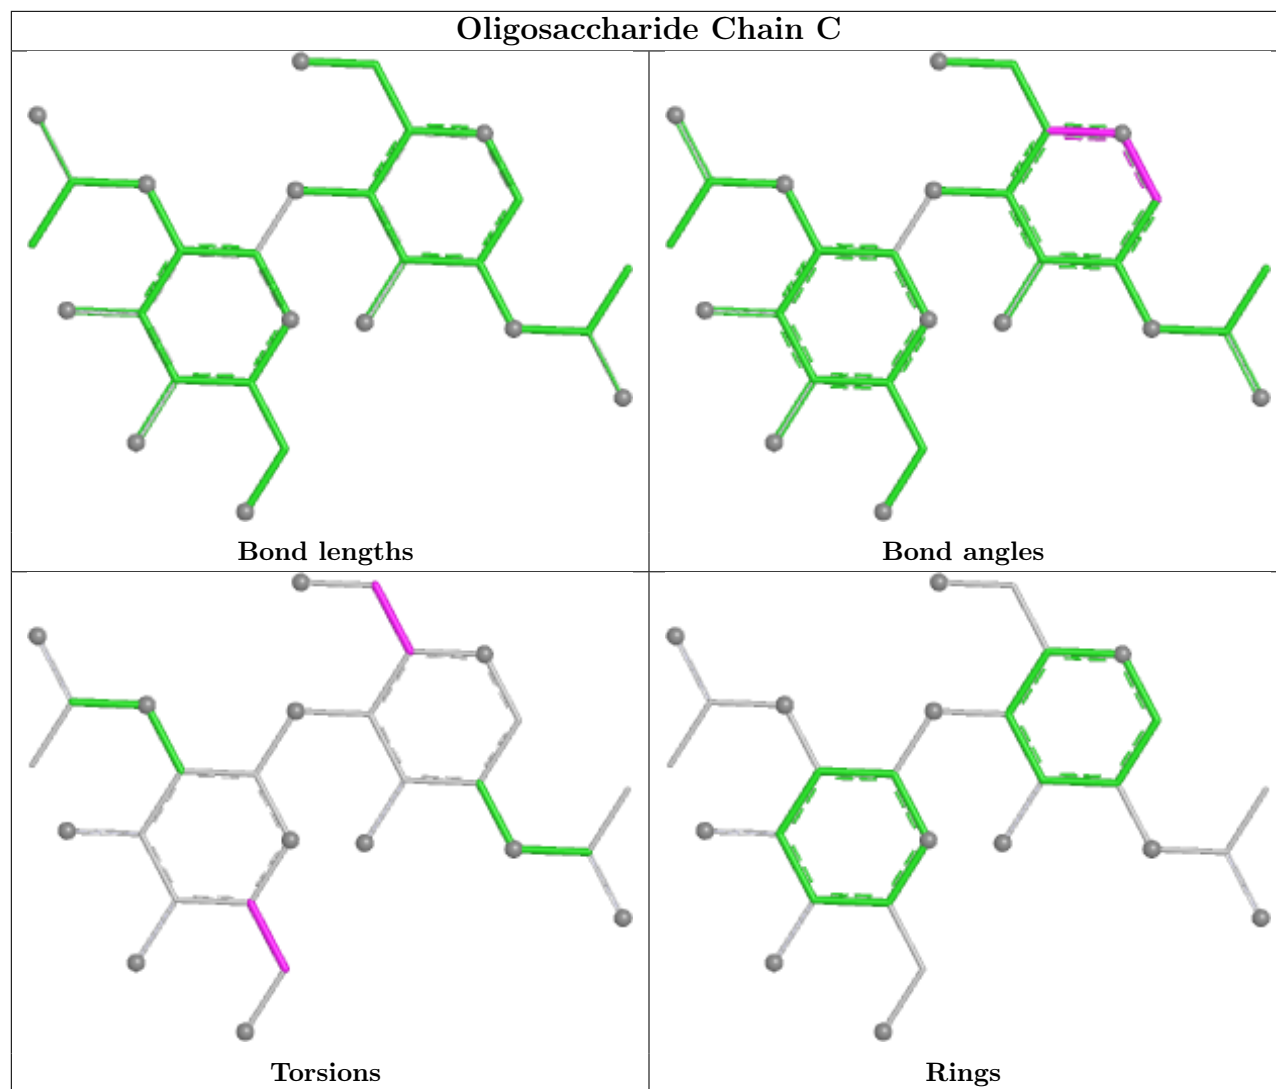 Oligosaccharide Chain C
Bond lengths
Bond angles
Torsions
Rings